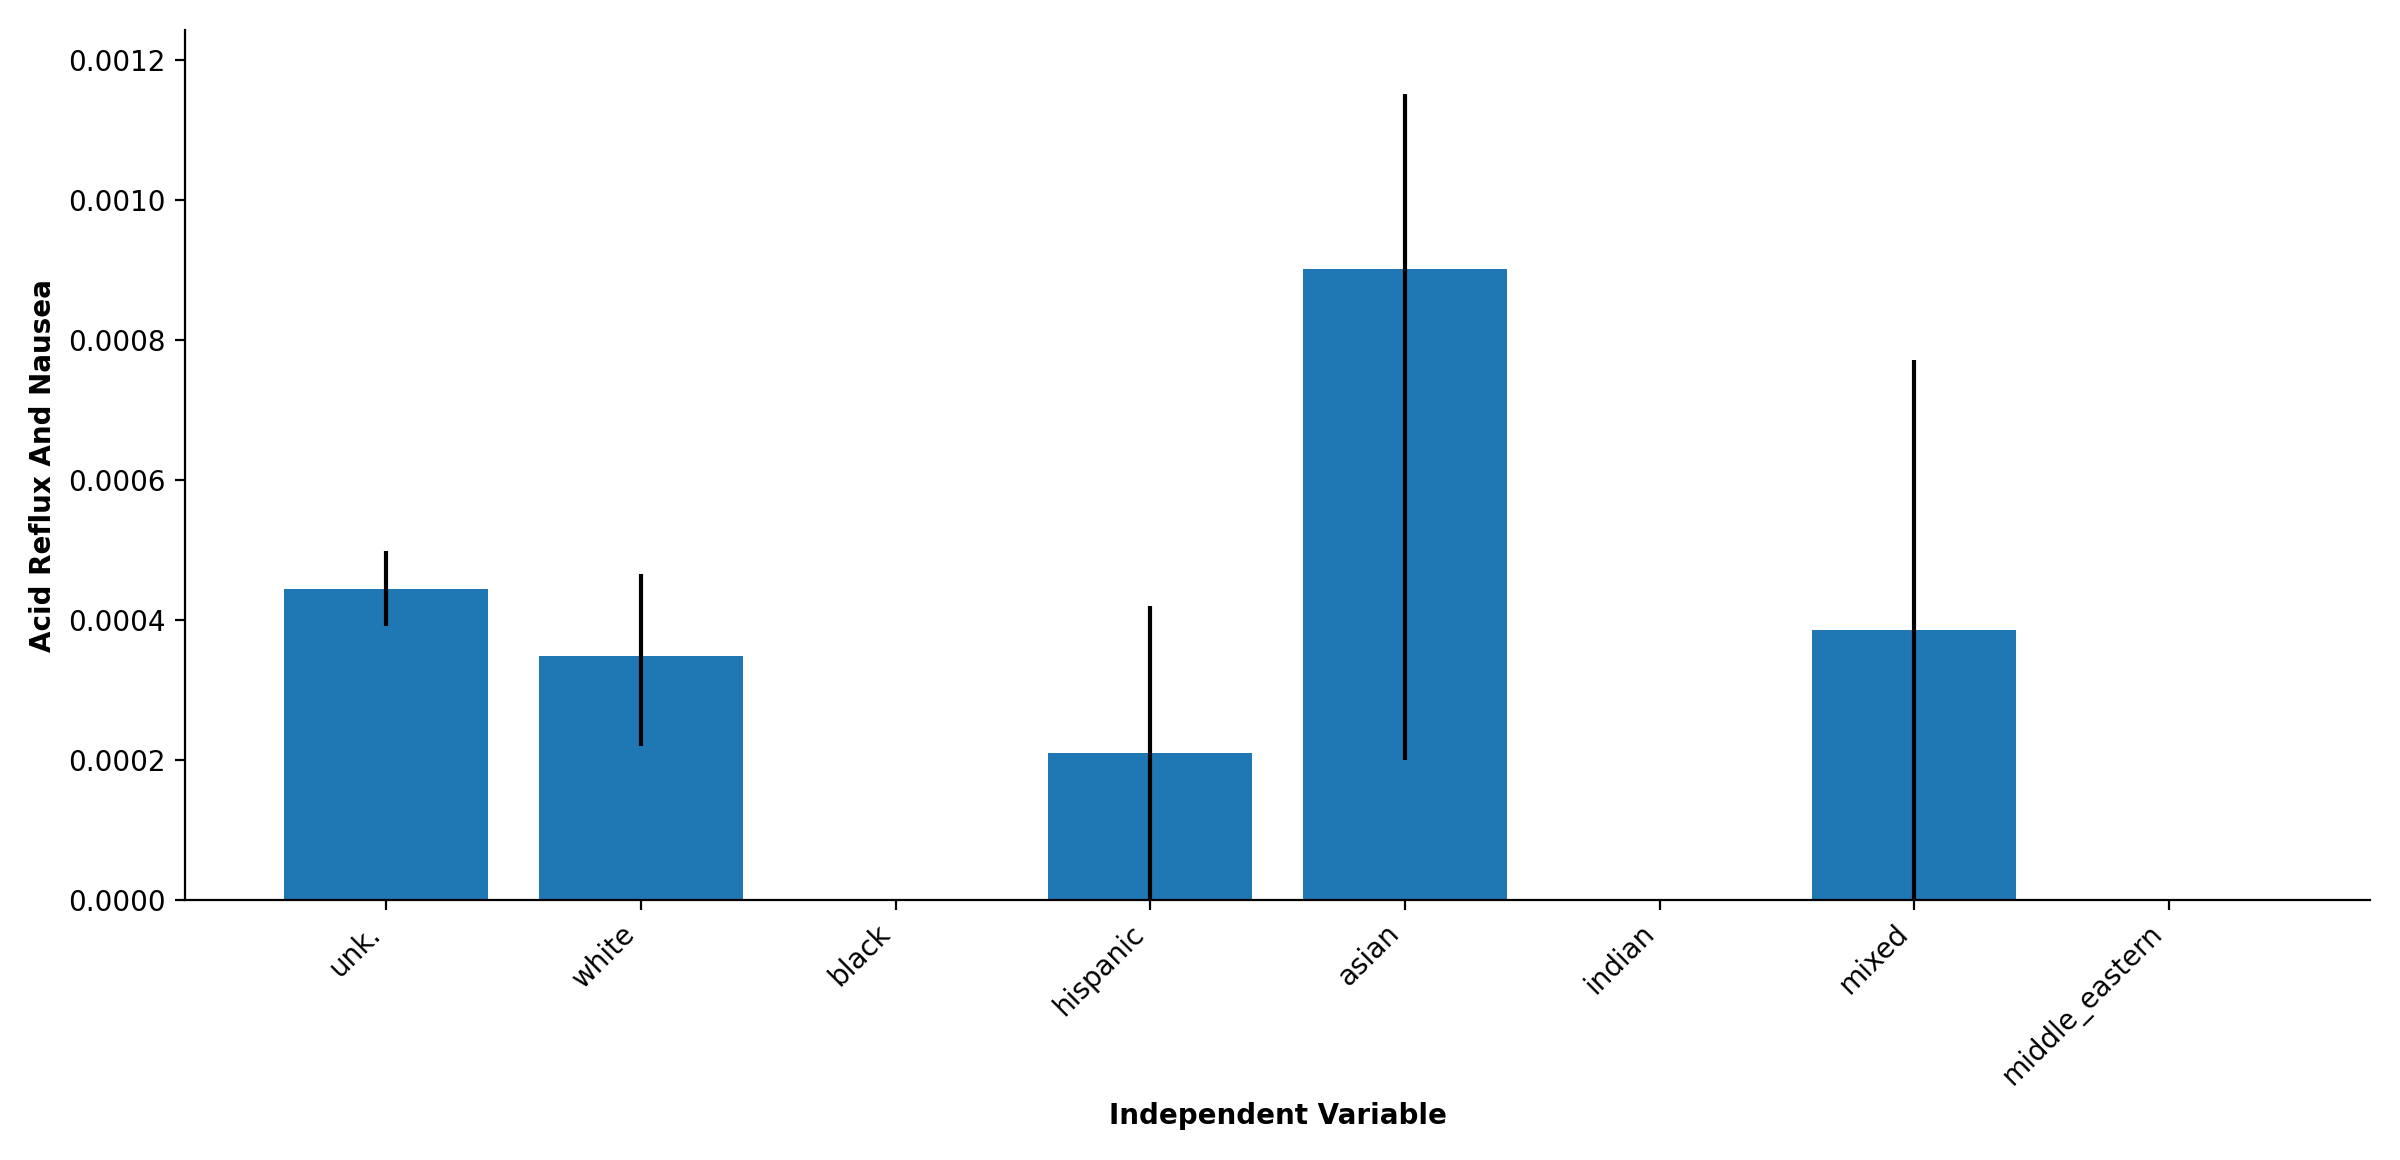 Acid Reflux And Nausea
0.0012
0.0010
0.0008
0.0006
0.0004
0.0002
0.0000
unk.
white
black
hispanic
asian
indian
mixed
middle_eastern
Independent Variable